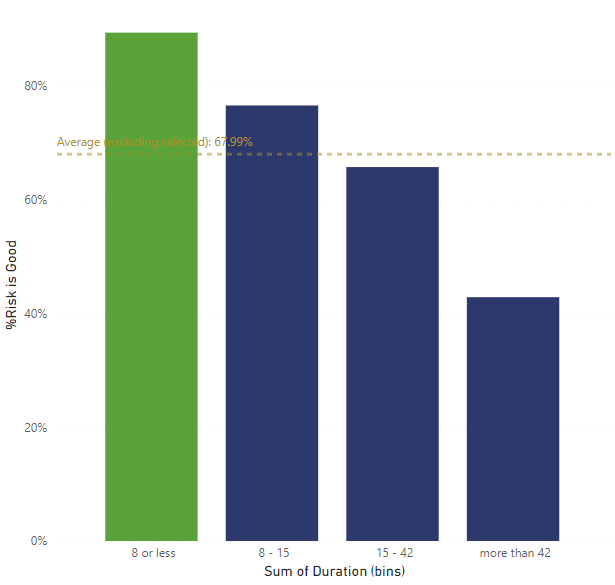 80%
Average (excluding selected): 67.99%
60%
40%
20%
0%
%Risk is Good
8 or less
8 - 15
15 - 42
more than 42
Sum of Duration (bins)